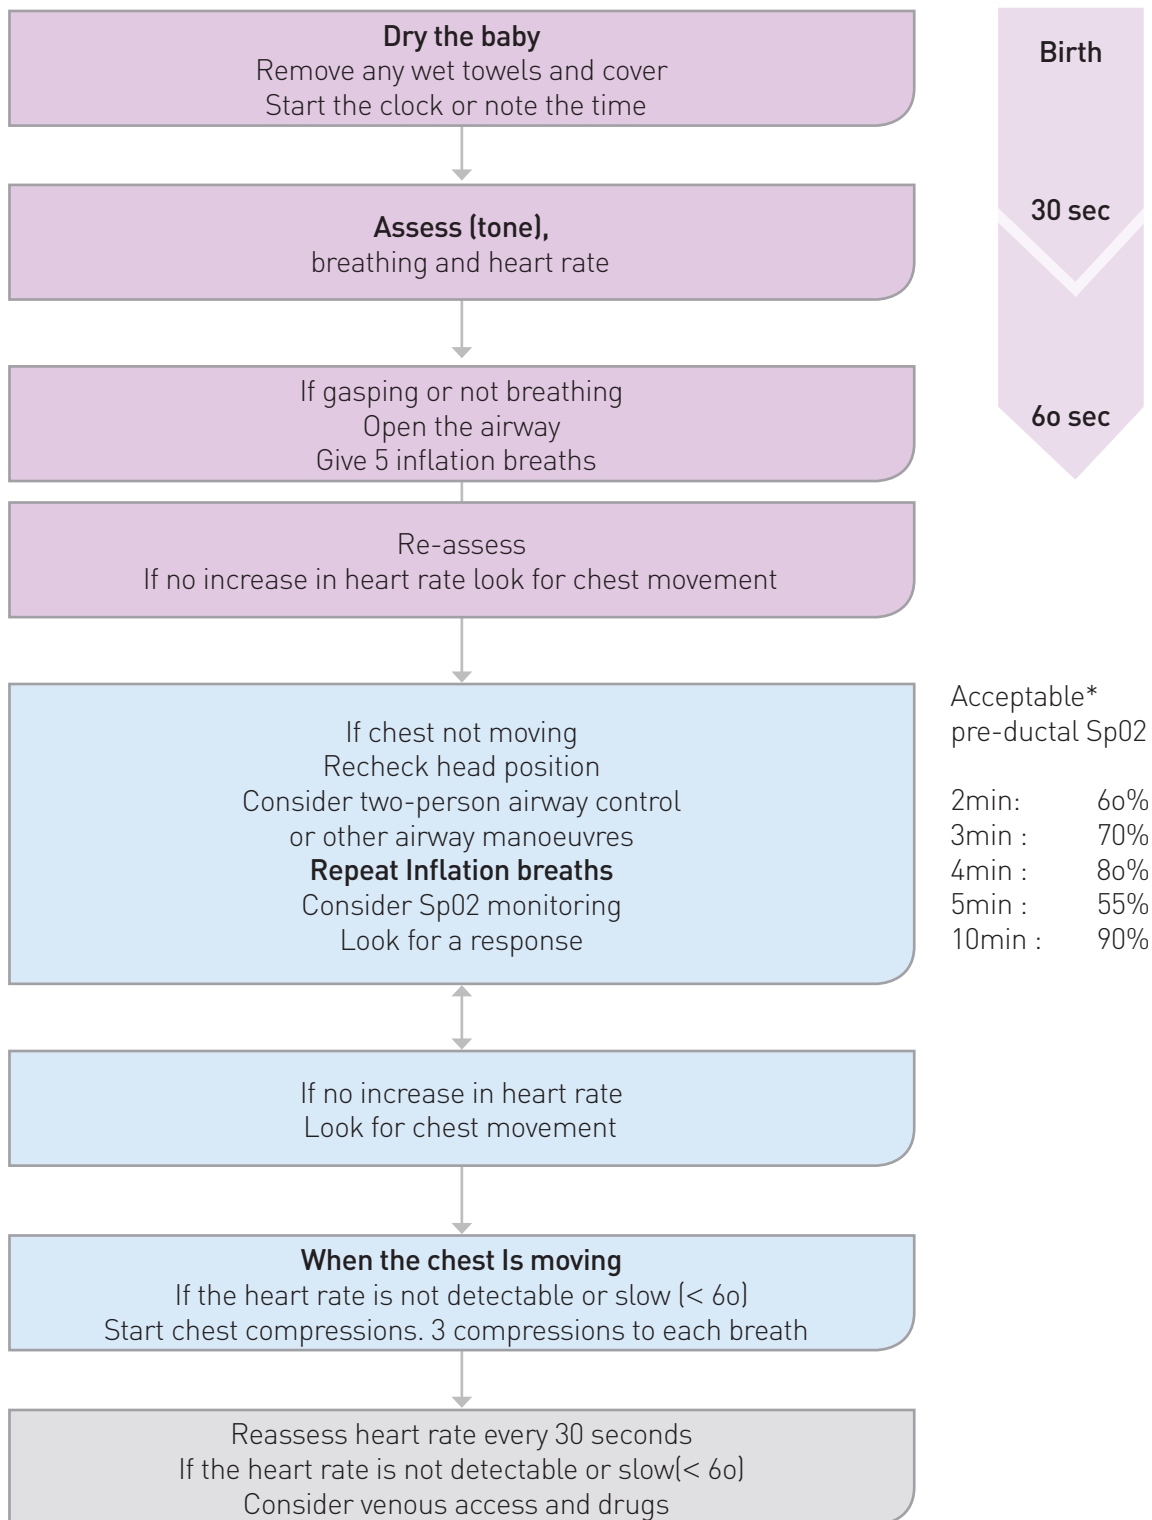 Dry the baby
Remove any wet towels and cover
Start the clock or note the time
Birth
Assess (tone),
breathing and heart rate
30 sec
If gasping or not breathing
Open the airway
Give 5 inflation breaths
6o sec
Re-assess
If no increase in heart rate look for chest movement
If chest not moving
Recheck head position
Consider two-person airway control
or other airway manoeuvres
Repeat Inflation breaths
Consider Sp02 monitoring
Look for a response
Acceptable*
pre-ductal Sp02
2min: 6o%
3min : 70%
4min : 8o%
5min : 55%
10min : 90%
If no increase in heart rate
Look for chest movement
When the chest Is moving
If the heart rate is not detectable or slow (< 6o)
Start chest compressions. 3 compressions to each breath
Reassess heart rate every 30 seconds
If the heart rate is not detectable or slow(< 6o)
Consider venous access and drugs